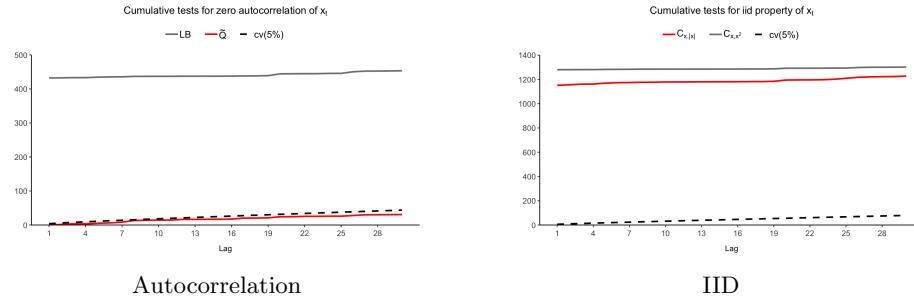 Cumulative tests for zero autocorrelation of xₜ
LB Q̃ cv(5%)
500
400
300
200
100
0
1 4 7 10 13 16 19 22 25 28
Lag
Autocorrelation
Cumulative tests for iid property of xₜ
Cₓ,|ₓ| Cₓ,ₓ² cv(5%)
1400
1200
1000
800
600
400
200
0
1 4 7 10 13 16 19 22 25 28
Lag
IID